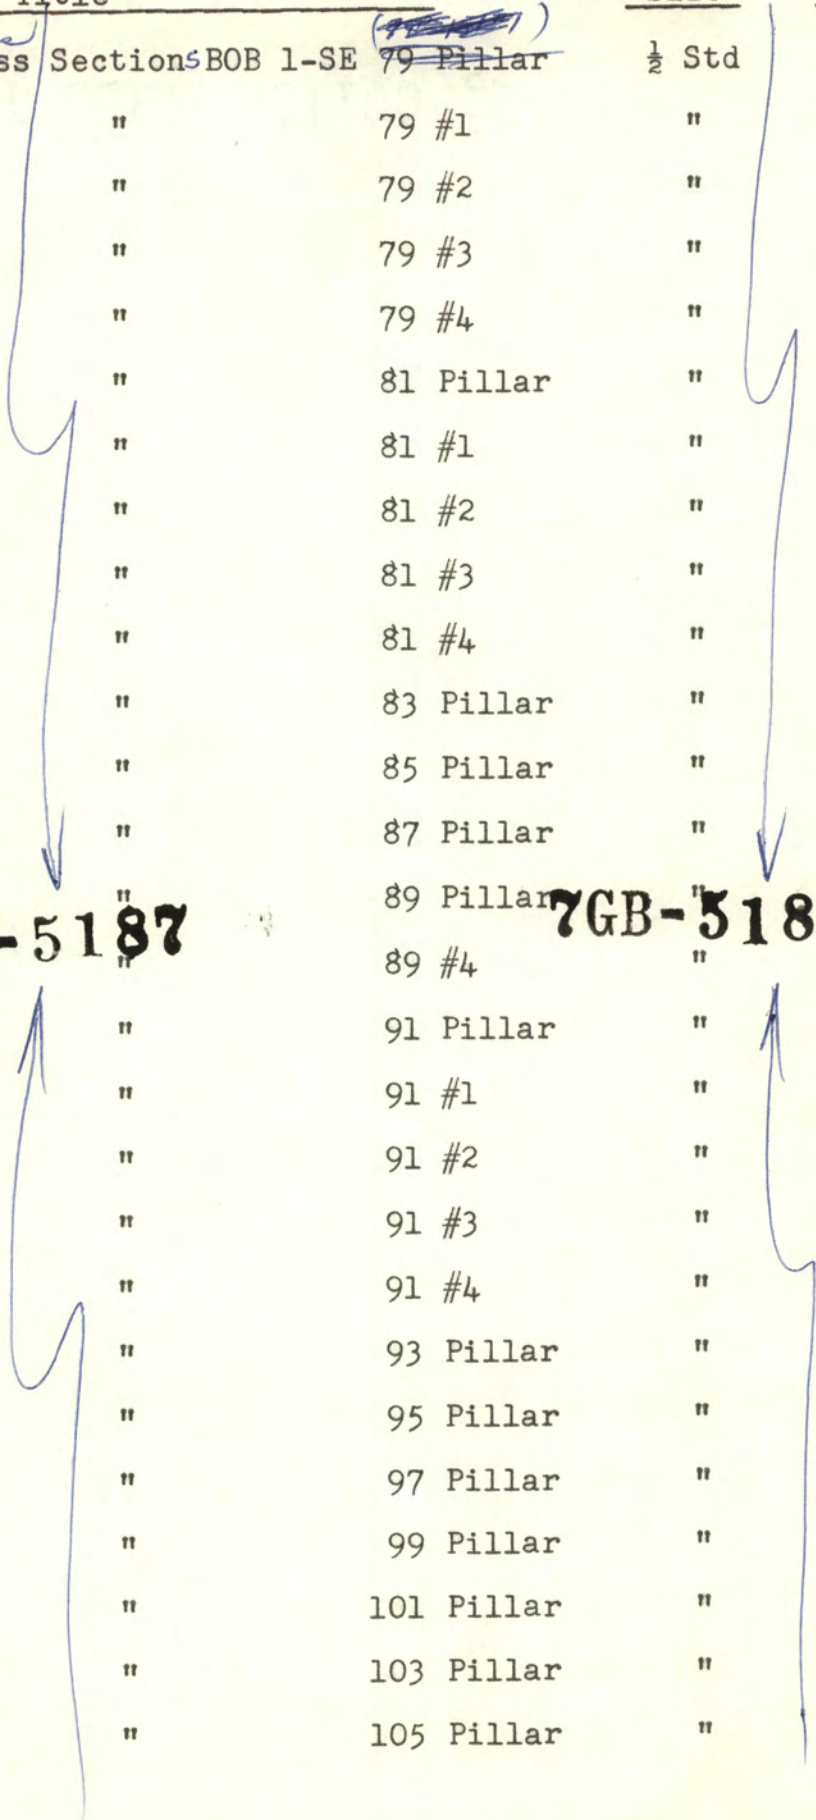 Title
ss Sections BOB 1-SE 79 Pillar ½ Std
" 79 #1 "
" 79 #2 "
" 79 #3 "
" 79 #4 "
" 81 Pillar "
" 81 #1 "
" 81 #2 "
" 81 #3 "
" 81 #4 "
" 83 Pillar "
" 85 Pillar "
" 87 Pillar "
" 89 Pillar "
-5187 7GB-518
" 89 #4 "
" 91 Pillar "
" 91 #1 "
" 91 #2 "
" 91 #3 "
" 91 #4 "
" 93 Pillar "
" 95 Pillar "
" 97 Pillar "
" 99 Pillar "
" 101 Pillar "
" 103 Pillar "
" 105 Pillar "